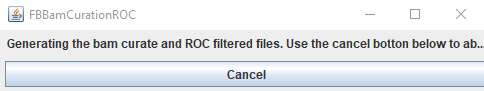 FBBamCurationROC
Generating the bam curate and ROC filtered files. Use the cancel botton below to ab...
Cancel